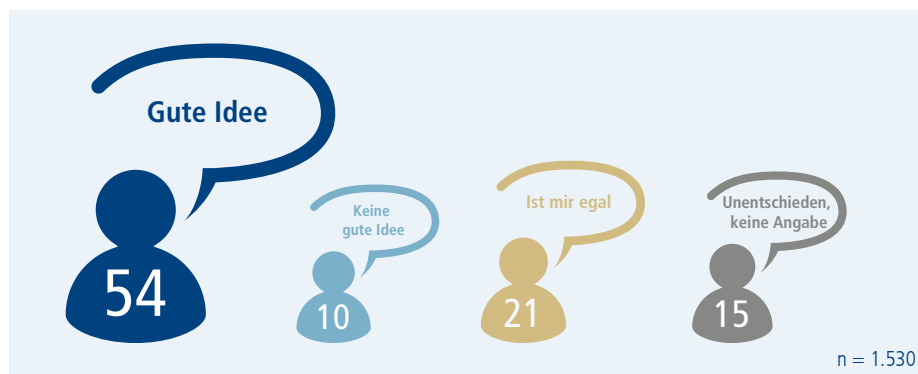 Gute Idee
54
Keine
gute Idee
10
Ist mir egal
21
Unentschieden,
keine Angabe
15
n = 1.530